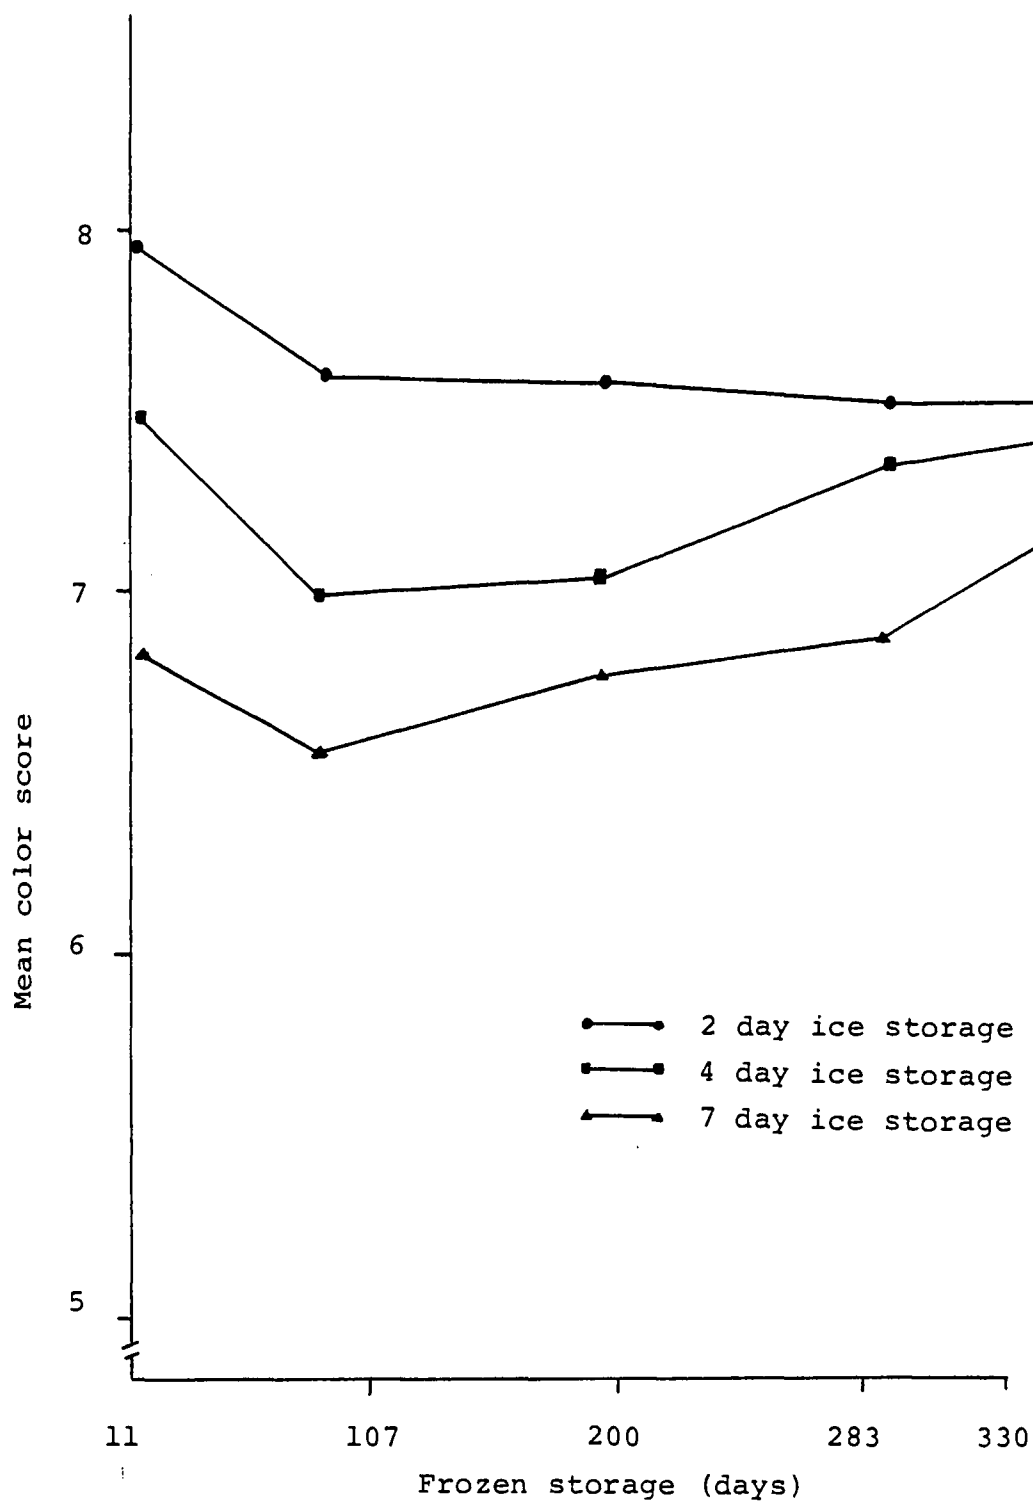 8
7
6
5
Mean color score
2 day ice storage
4 day ice storage
7 day ice storage
11 107 200 283 330
Frozen storage (days)